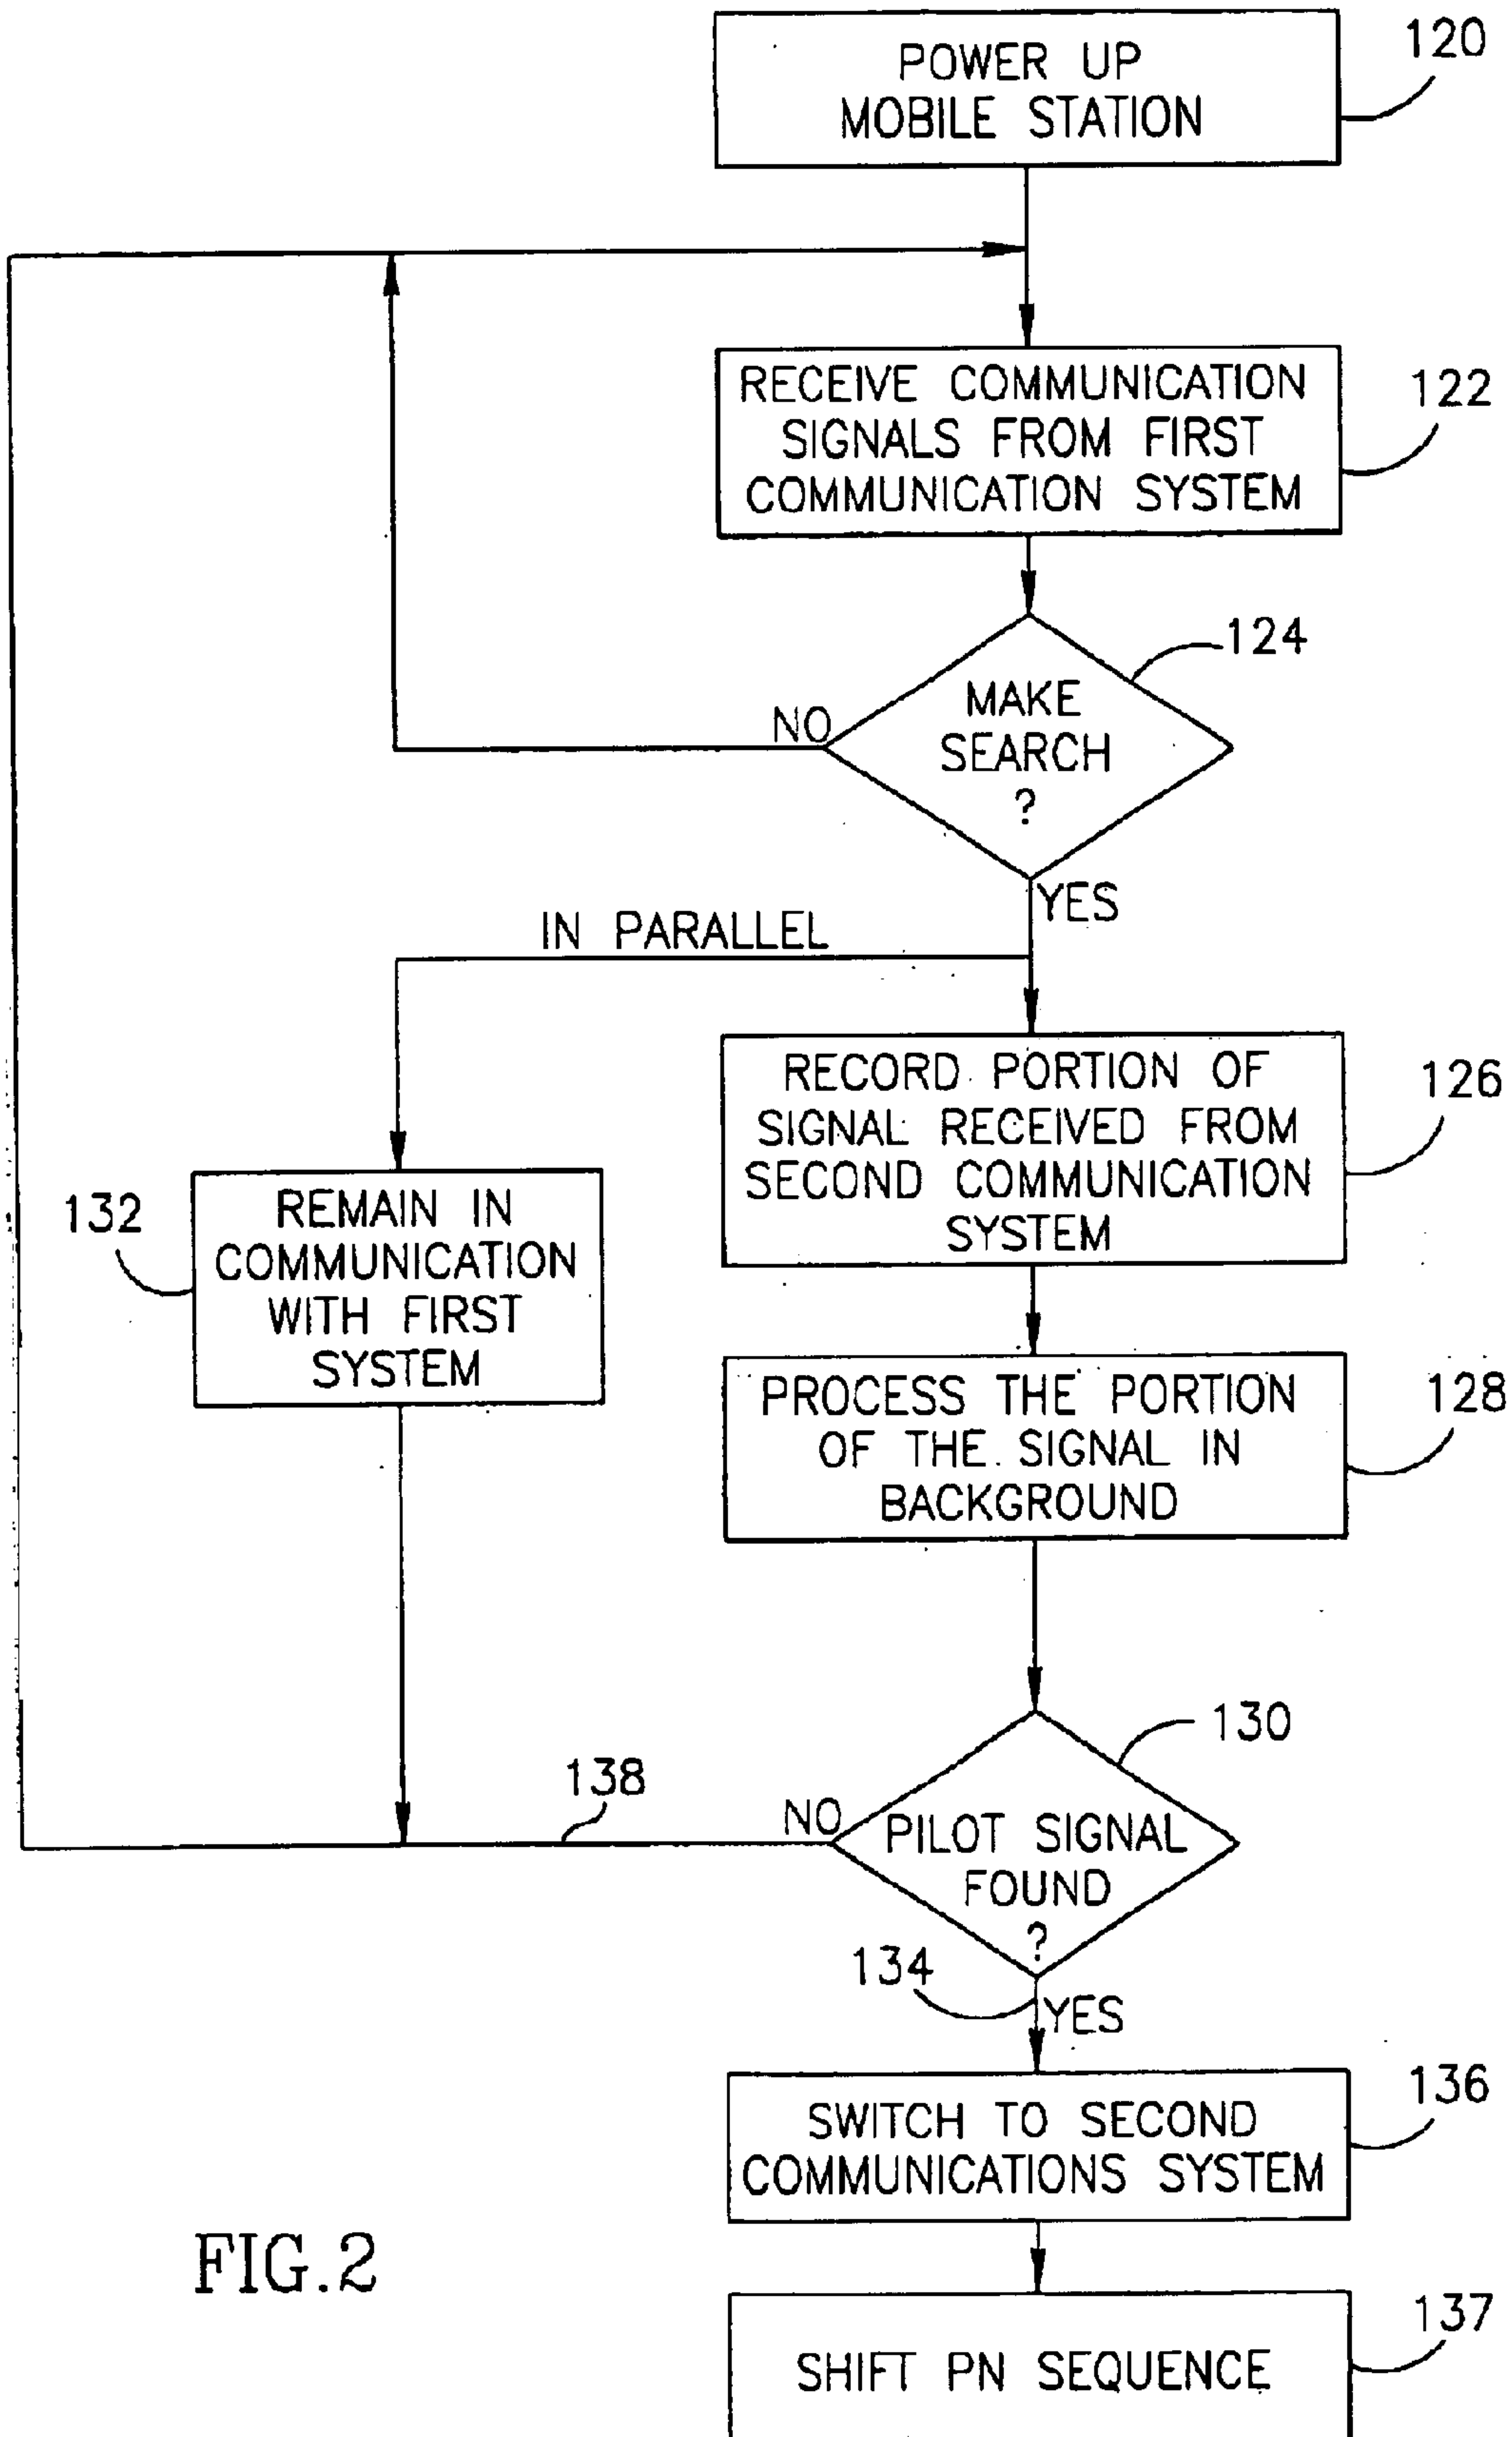 POWER UP
MOBILE STATION
120
RECEIVE COMMUNICATION
SIGNALS FROM FIRST
COMMUNICATION SYSTEM
122
124
MAKE
SEARCH
?
NO
YES
IN PARALLEL
RECORD PORTION OF
SIGNAL RECEIVED FROM
SECOND COMMUNICATION
SYSTEM
126
132
REMAIN IN
COMMUNICATION
WITH FIRST
SYSTEM
PROCESS THE PORTION
OF THE SIGNAL IN
BACKGROUND
128
130
138
NO
PILOT SIGNAL
FOUND
?
134
YES
SWITCH TO SECOND
COMMUNICATIONS SYSTEM
136
FIG.2
SHIFT PN SEQUENCE
137